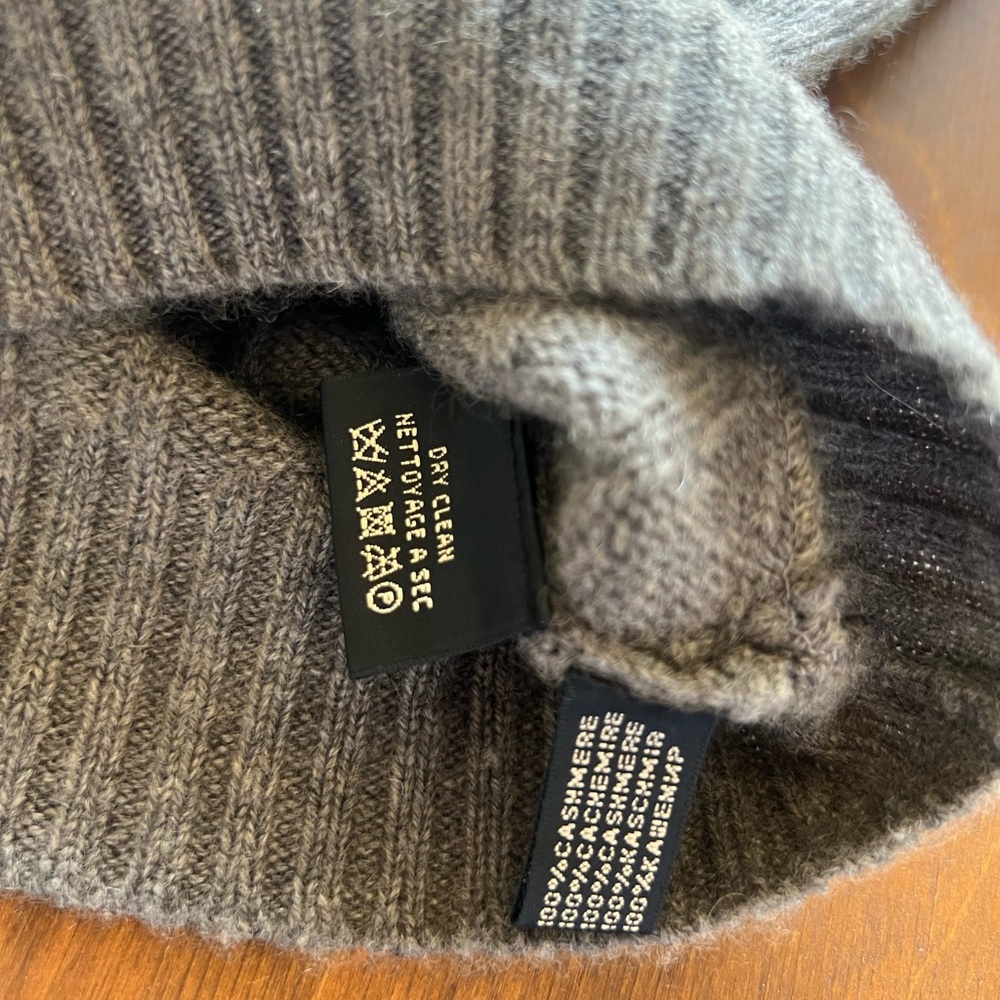 DRY CLEAN
NETTOYAGE A SEC
P
100%CASHMERE
100%CACHEMIRE
100%CASHMERE
100%KASCHMIR
100%КАШЕМИР